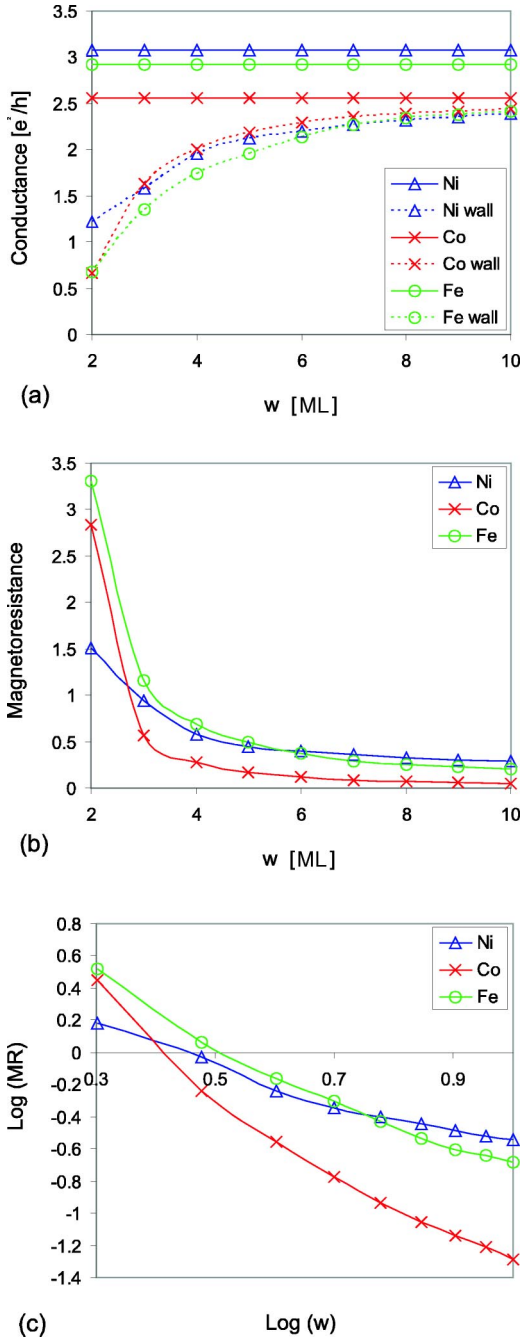 3.5
3
2.5
2
1.5
1
0.5
0
Conductance [e²/h]
Ni
Ni wall
Co
Co wall
Fe
Fe wall
2 4 6 8 10
w [ML]
(a)
3.5
3
2.5
2
1.5
1
0.5
0
Magnetoresistance
Ni
Co
Fe
2 4 6 8 10
w [ML]
(b)
0.8
0.6
0.4
0.2
0
-0.2
-0.4
-0.6
-0.8
-1
-1.2
-1.4
Log (MR)
Ni
Co
Fe
0.3 0.5 0.7 0.9
Log (w)
(c)